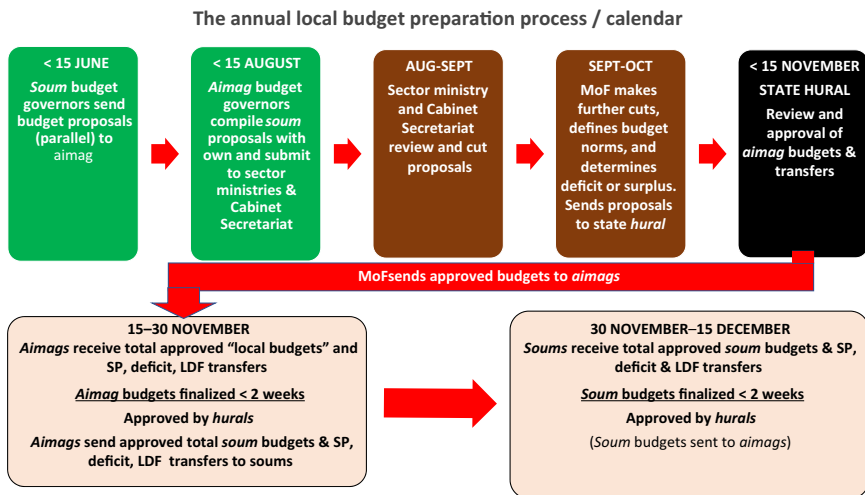 The annual local budget preparation process / calendar
< 15 JUNE
Soum budget
governors send
budget proposals
(parallel) to
aimag
< 15 AUGUST
Aimag budget
governors
compile soum
proposals with
own and submit
to sector
ministries &
Cabinet
Secretariat
AUG-SEPT
Sector ministry
and Cabinet
Secretariat
review and cut
proposals
SEPT-OCT
MoF makes
further cuts,
defines budget
norms, and
determines
deficit or surplus.
Sends proposals
to state hural
< 15 NOVEMBER
STATE HURAL
Review and
approval of
aimag budgets &
transfers
MoFsends approved budgets to aimags
15–30 NOVEMBER
Aimags receive total approved “local budgets” and
SP, deficit, LDF transfers
Aimag budgets finalized < 2 weeks
Approved by hurals
Aimags send approved total soum budgets & SP,
deficit, LDF transfers to soums
30 NOVEMBER–15 DECEMBER
Soums receive total approved soum budgets & SP,
deficit & LDF transfers
Soum budgets finalized < 2 weeks
Approved by hurals
(Soum budgets sent to aimags)